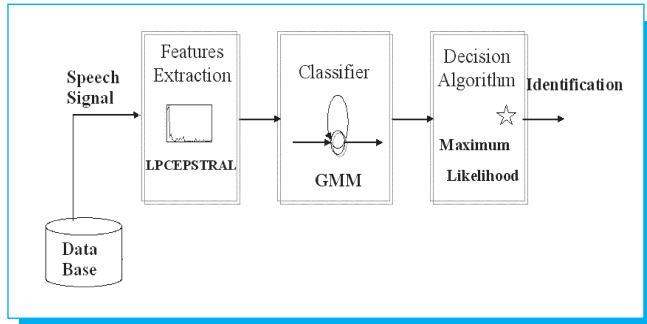 Speech
Signal
Data
Base
Features
Extraction
LPCEPSTRAL
Classifier
GMM
Decision
Algorithm
Maximum
Likelihood
Identification